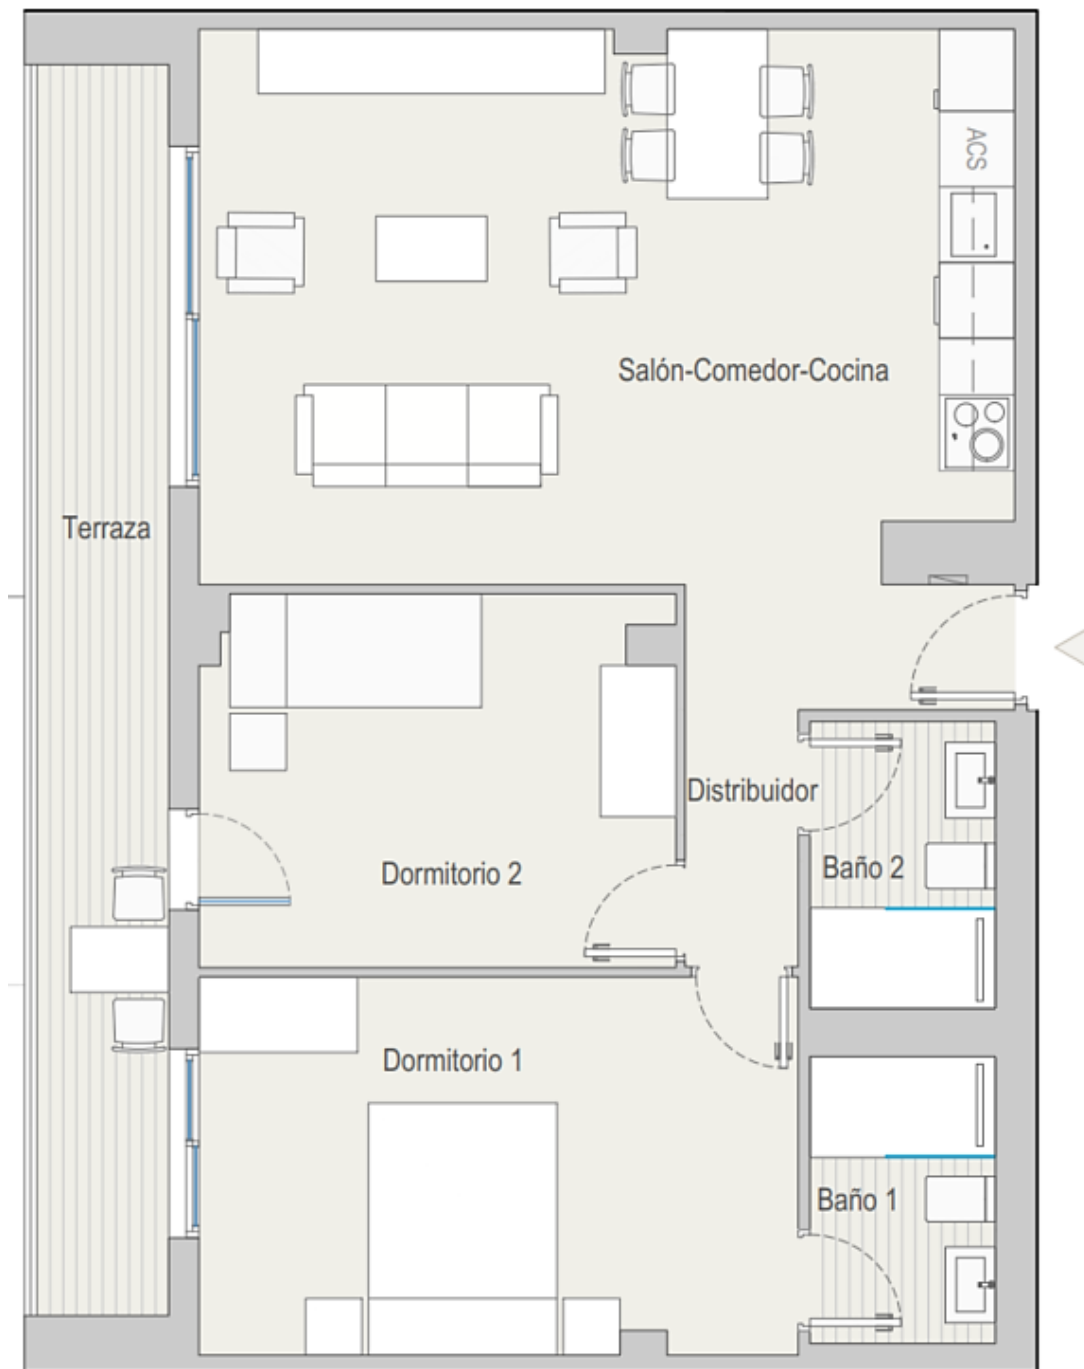 ACS
Salón-Comedor-Cocina
Terraza
Distribuidor
Dormitorio 2
Baño 2
Dormitorio 1
Baño 1